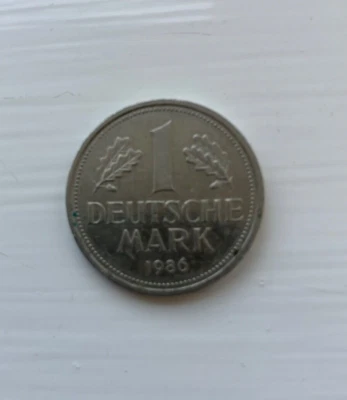 1
DEUTSCHE
MARK
1986